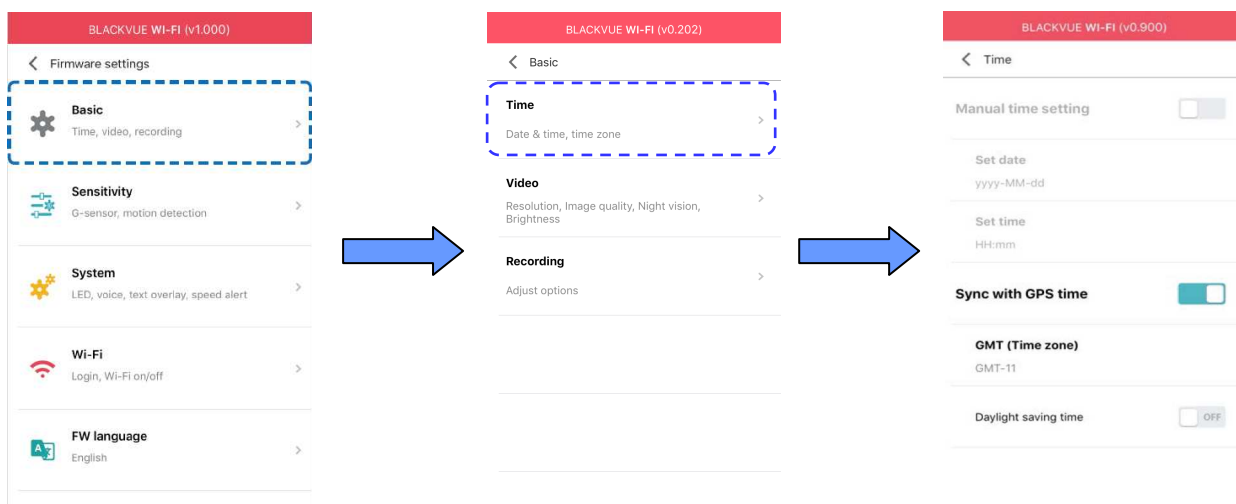 BLACKVUE WI-FI (v1.000)
Firmware settings
Basic
Time, video, recording
Sensitivity
G-sensor, motion detection
System
LED, voice, text overlay, speed alert
Wi-Fi
Login, Wi-Fi on/off
FW language
English
BLACKVUE WI-FI (v0.202)
Basic
Time
Date & time, time zone
Video
Resolution, Image quality, Night vision,
Brightness
Recording
Adjust options
BLACKVUE WI-FI (v0.900)
Time
Manual time setting
Set date
yyyy-MM-dd
Set time
HH:mm
Sync with GPS time
GMT (Time zone)
GMT-11
Daylight saving time
OFF